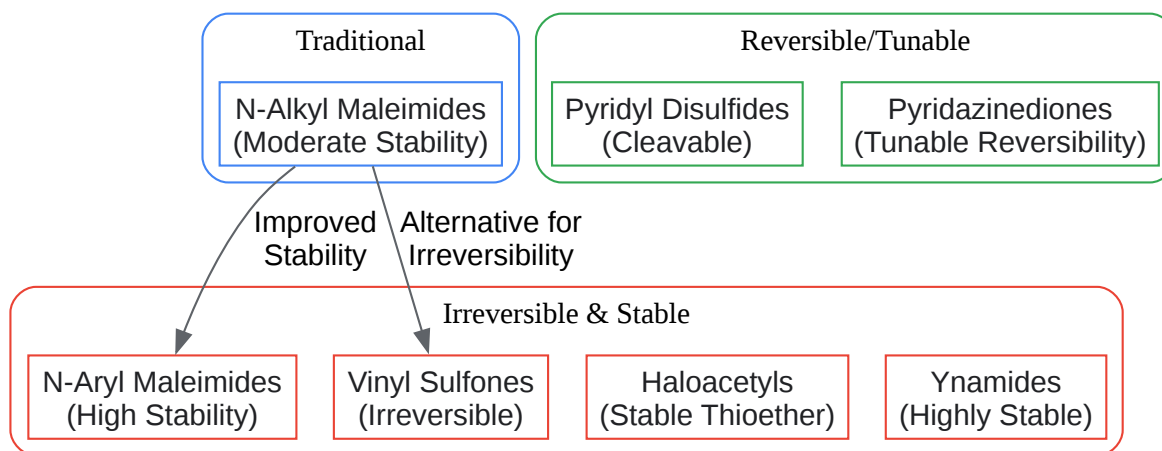 Traditional
N-Alkyl Maleimides
(Moderate Stability)
Reversible/Tunable
Pyridyl Disulfides
(Cleavable)
Pyridazinediones
(Tunable Reversibility)
Improved
Stability
Alternative for
Irreversibility
Irreversible & Stable
N-Aryl Maleimides
(High Stability)
Vinyl Sulfones
(Irreversible)
Haloacetyls
(Stable Thioether)
Ynamides
(Highly Stable)